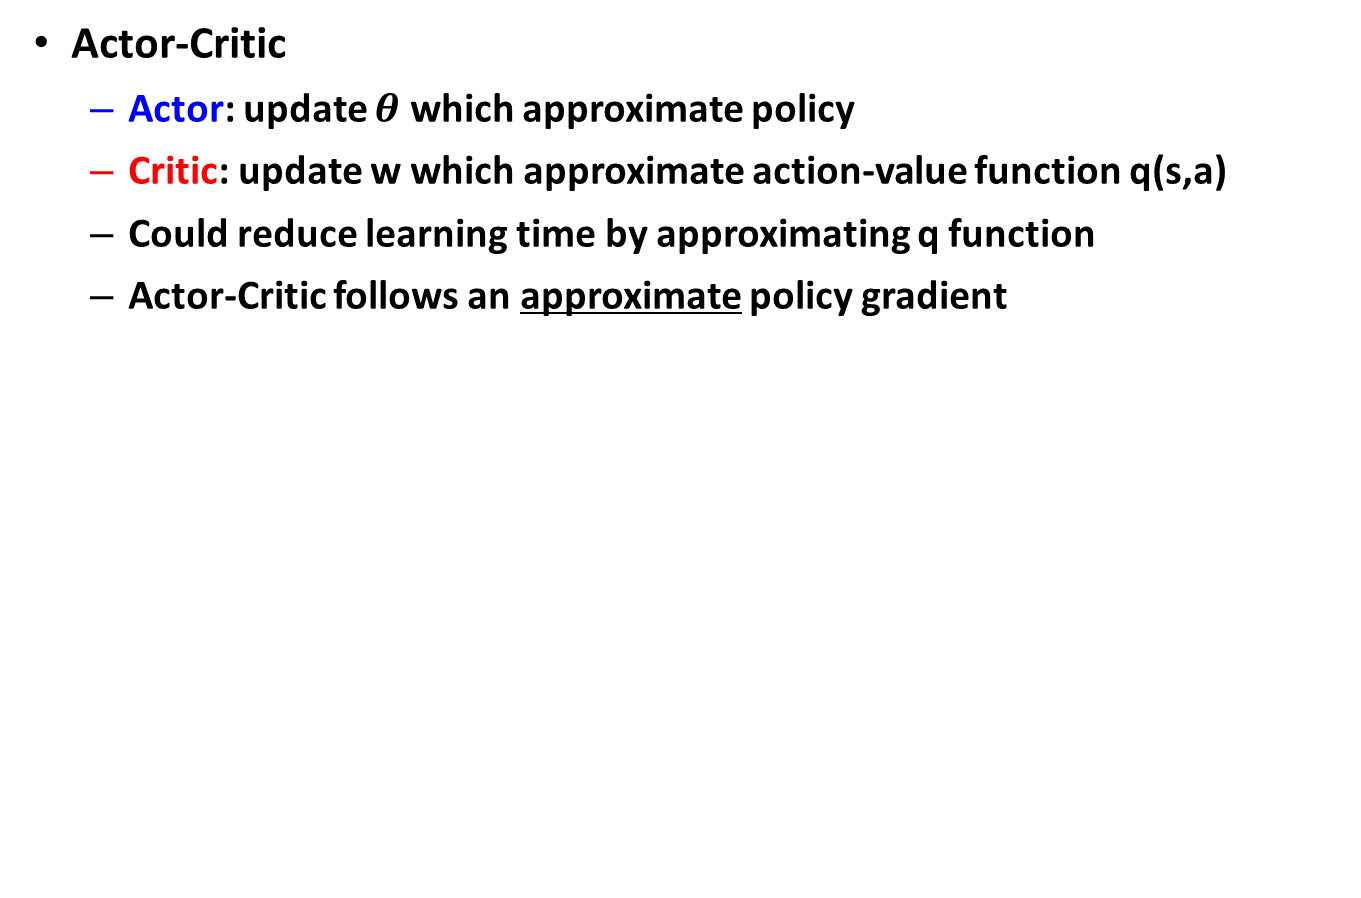 • Actor-Critic
– Actor: update θ which approximate policy
– Critic: update w which approximate action-value function q(s,a)
– Could reduce learning time by approximating q function
– Actor-Critic follows an approximate policy gradient